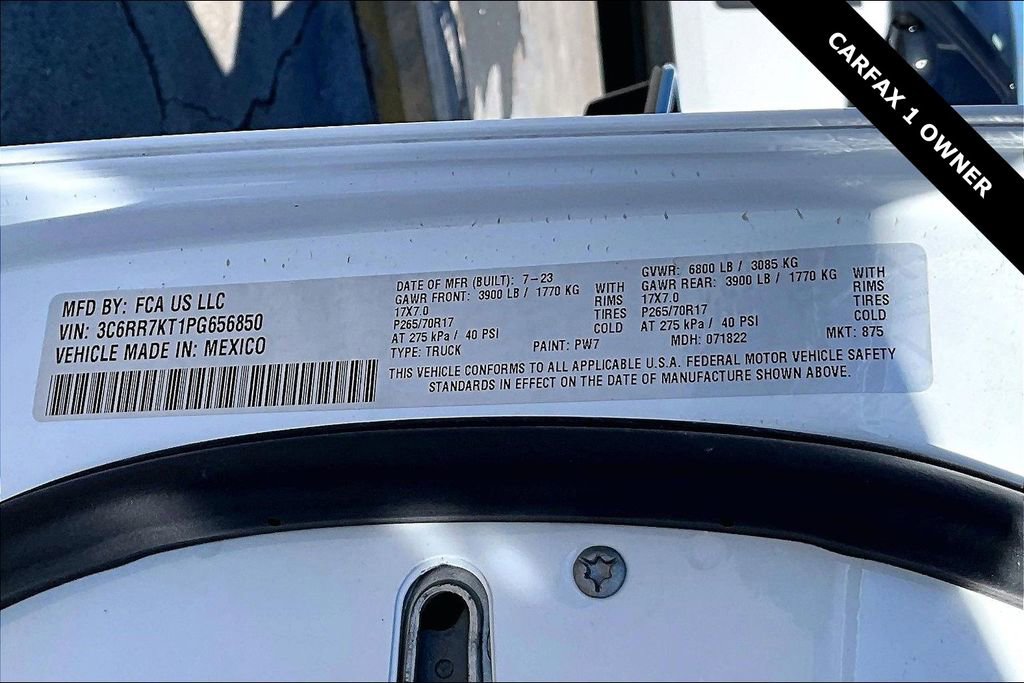 CARFAX 1 OWNER
MFD BY: FCA US LLC
VIN: 3C6RR7KT1PG656850
VEHICLE MADE IN: MEXICO
DATE OF MFR (BUILT): 7-23
GAWR FRONT: 3900 LB / 1770 KG WITH
17X7.0 RIMS
P265/70R17 TIRES
AT 275 kPa / 40 PSI COLD
TYPE: TRUCK PAINT: PW7
GVWR: 6800 LB / 3085 KG
GAWR REAR: 3900 LB / 1770 KG WITH
17X7.0 RIMS
P265/70R17 TIRES
AT 275 kPa / 40 PSI COLD
MDH: 071822 MKT: 875
THIS VEHICLE CONFORMS TO ALL APPLICABLE U.S.A. FEDERAL MOTOR VEHICLE SAFETY
STANDARDS IN EFFECT ON THE DATE OF MANUFACTURE SHOWN ABOVE.